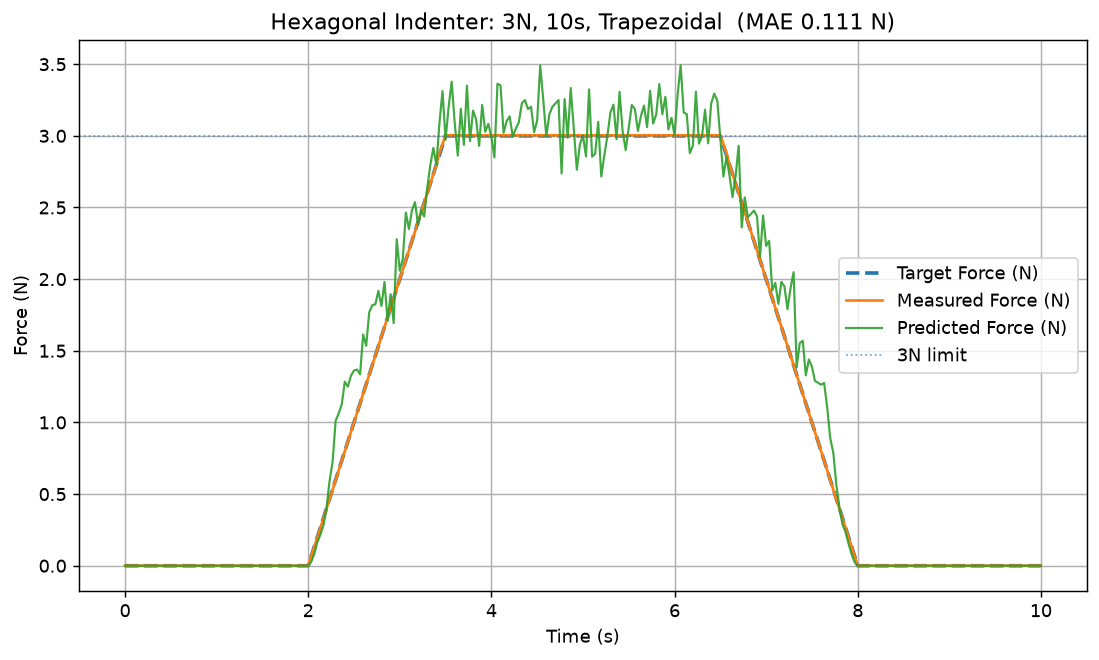 Hexagonal Indenter: 3N, 10s, Trapezoidal  (MAE 0.111 N)
Force (N)
3.5
3.0
2.5
2.0
1.5
1.0
0.5
0.0
Target Force (N)
Measured Force (N)
Predicted Force (N)
3N limit
0 2 4 6 8 10
Time (s)